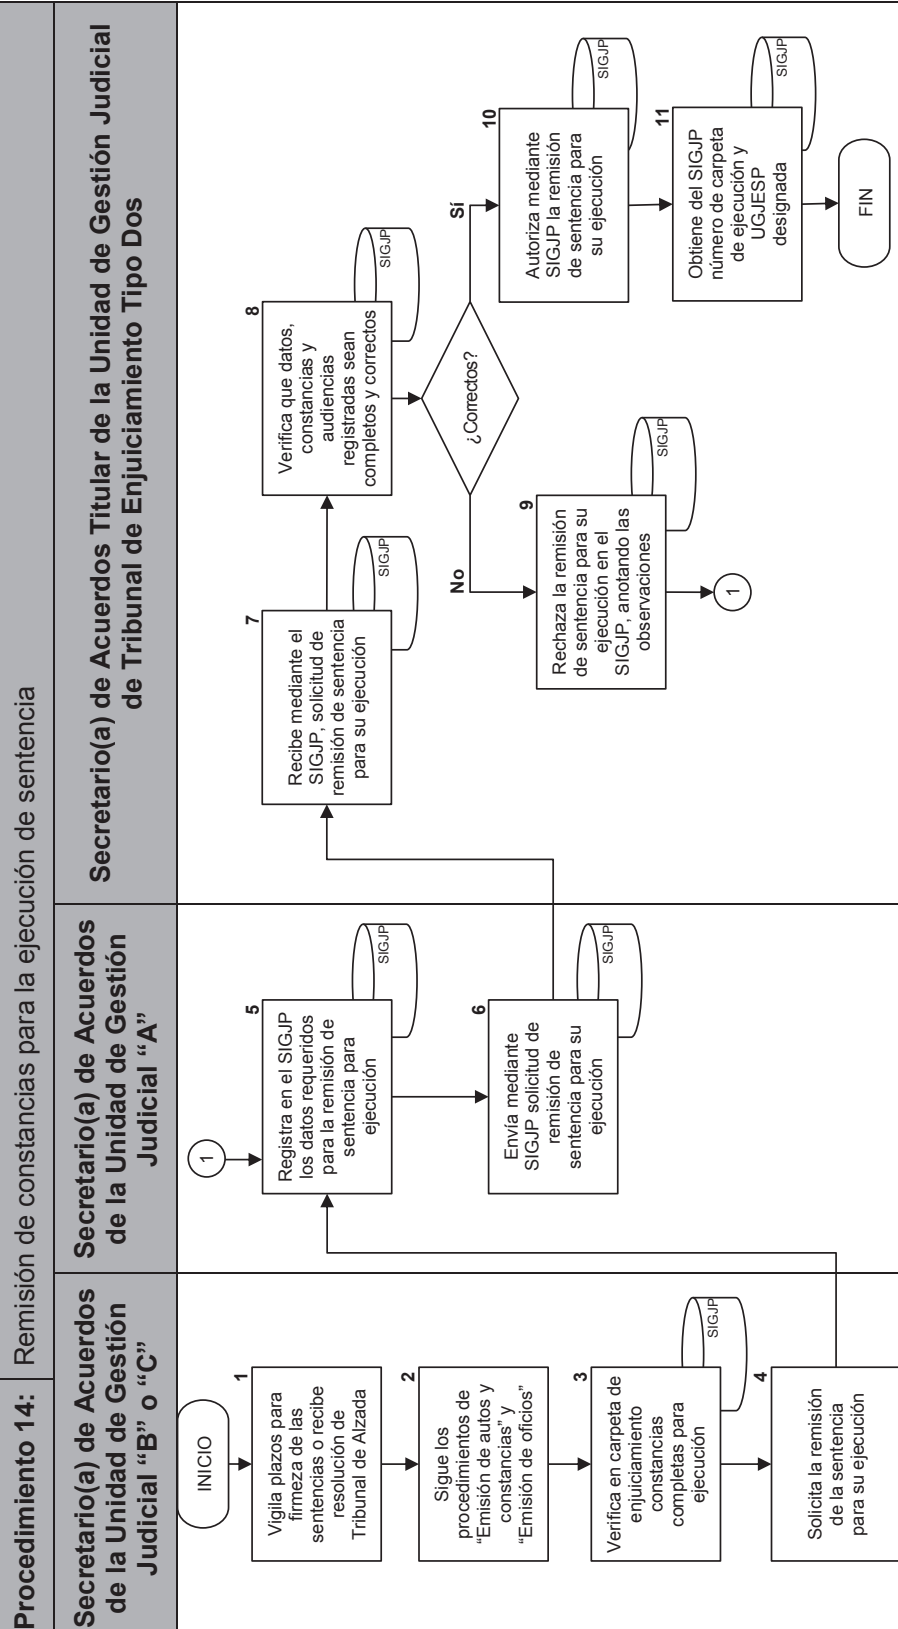 Procedimiento 14:
Remisión de constancias para la ejecución de sentencia
Secretario(a) de Acuerdos
de la Unidad de Gestión
Judicial “B” o “C”
Secretario(a) de Acuerdos
de la Unidad de Gestión
Judicial “A”
Secretario(a) de Acuerdos Titular de la Unidad de Gestión Judicial
de Tribunal de Enjuiciamiento Tipo Dos
INICIO
1
Vigila plazos para
firmeza de las
sentencias o recibe
resolución de
Tribunal de Alzada
2
Sigue los
procedimientos de
“Emisión de autos y
constancias” y
“Emisión de oficios”
3
Verifica en carpeta de
enjuiciamiento
constancias
completas para
ejecución
SIGJP
4
Solicita la remisión
de la sentencia
para su ejecución
1
5
Registra en el SIGJP
los datos requeridos
para la remisión de
sentencia para
ejecución
SIGJP
6
Envía mediante
SIGJP solicitud de
remisión de
sentencia para su
ejecución
SIGJP
7
Recibe mediante el
SIGJP, solicitud de
remisión de sentencia
para su ejecución
SIGJP
8
Verifica que datos,
constancias y
audiencias
registradas sean
completos y correctos
SIGJP
¿Correctos?
No
Sí
9
Rechaza la remisión
de sentencia para su
ejecución en el
SIGJP, anotando las
observaciones
SIGJP
1
10
Autoriza mediante
SIGJP la remisión
de sentencia para
su ejecución
SIGJP
11
Obtiene del SIGJP
número de carpeta
de ejecución y
UGJESP
designada
SIGJP
FIN